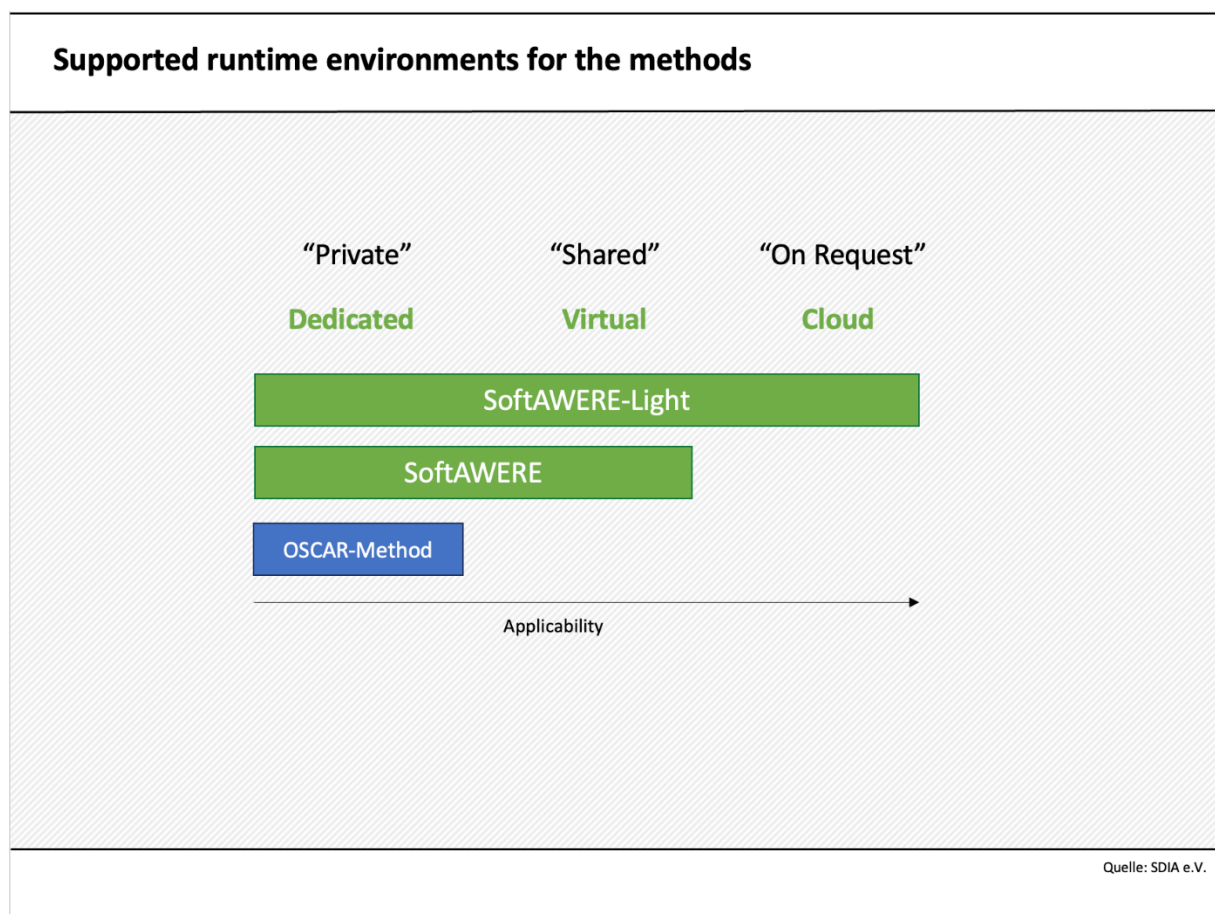 Supported runtime environments for the methods
“Private” “Shared” “On Request”
Dedicated Virtual Cloud
SoftAWERE-Light
SoftAWERE
OSCAR-Method
Applicability
Quelle: SDIA e.V.